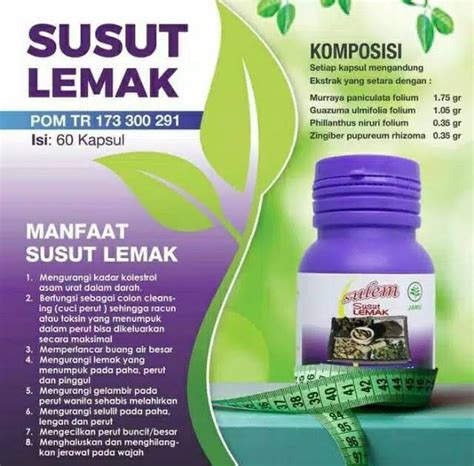 SUSUT
LEMAK
POM TR 173 300 291
Isi: 60 Kapsul
KOMPOSISI
Setiap kapsul mengandung
Ekstrak yang setara dengan :
Murraya paniculata folium 1.75 gr
Guazuma ulmifolia folium 1.05 gr
Phillanthus niruri folium 0.35 gr
Zingiber pupureum rhizoma 0.35 gr
MANFAAT
SUSUT LEMAK
1. Mengurangi kadar kolestrol
asam urat dalam darah.
2. Berfungsi sebagai colon cleans-
ing (cuci perut ) sehingga racun
atau toksin yang menumpuk
dalam perut bisa dikeluarkan
secara maksimal
3. Memperlancar buang air besar
4. Mengurangi lemak yang
menumpuk pada paha, perut
dan pinggul
5. Mengurangi gelambir pada
perut wanita sehabis melahirkan
6. Mengurangi selulit pada paha,
lengan dan perut
7. Mengecilkan perut buncit/besar
8. Menghaluskan dan menghilang-
kan jerawat pada wajah
sulem
Susut
LEMAK
JAMU